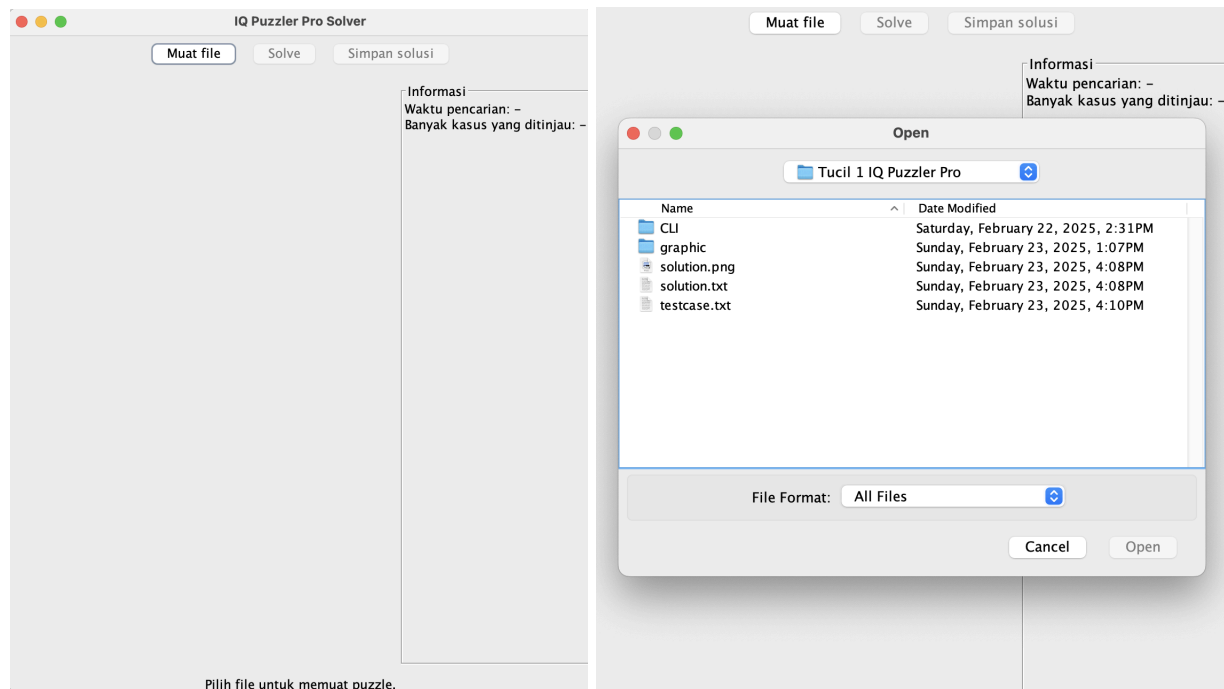 IQ Puzzler Pro Solver
Muat file Solve Simpan solusi
Informasi
Waktu pencarian: –
Banyak kasus yang ditinjau: –
Pilih file untuk memuat puzzle.
Muat file Solve Simpan solusi
Informasi
Waktu pencarian: –
Banyak kasus yang ditinjau: –
Open
Tucil 1 IQ Puzzler Pro
Name Date Modified
CLI Saturday, February 22, 2025, 2:31PM
graphic Sunday, February 23, 2025, 1:07PM
solution.png Sunday, February 23, 2025, 4:08PM
solution.txt Sunday, February 23, 2025, 4:08PM
testcase.txt Sunday, February 23, 2025, 4:10PM
File Format: All Files
Cancel Open